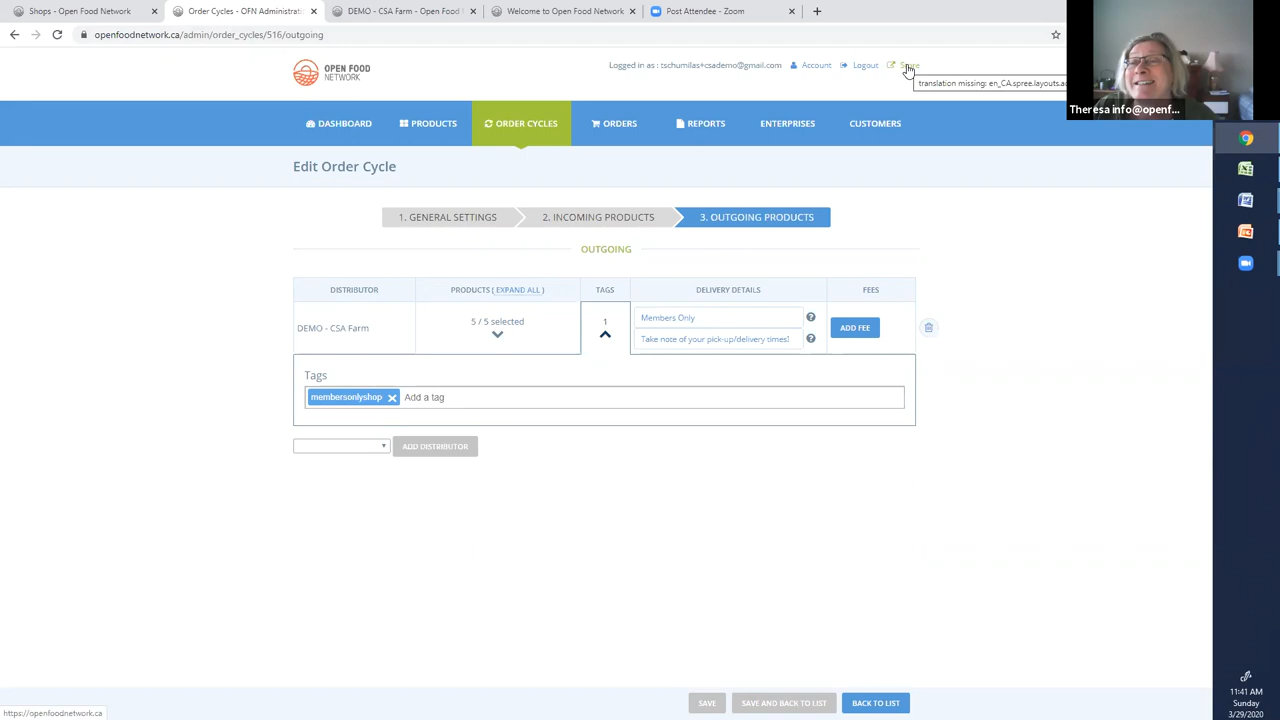 Shops - Open Food Network
Order Cycles - OFN Administrati
DEMO - CSA Farm - Open Food N
Welcome to Open Food Network
Post Attendee - Zoom
openfoodnetwork.ca/admin/order_cycles/516/outgoing
OPEN FOOD
NETWORK
Logged in as : tschumilas+csademo@gmail.com
Account
Logout
Store
translation missing: en_CA.spree.layouts.ad
Theresa info@openf...
DASHBOARD
PRODUCTS
ORDER CYCLES
ORDERS
REPORTS
ENTERPRISES
CUSTOMERS
Edit Order Cycle
1. GENERAL SETTINGS
2. INCOMING PRODUCTS
3. OUTGOING PRODUCTS
OUTGOING
DISTRIBUTOR
PRODUCTS ( EXPAND ALL )
TAGS
DELIVERY DETAILS
FEES
DEMO - CSA Farm
5 / 5 selected
1
Members Only
Take note of your pick-up/delivery times!
ADD FEE
Tags
membersonlyshop
Add a tag
ADD DISTRIBUTOR
SAVE
SAVE AND BACK TO LIST
BACK TO LIST
https://openfoodnetwork.ca
11:41 AM
Sunday
3/29/2020